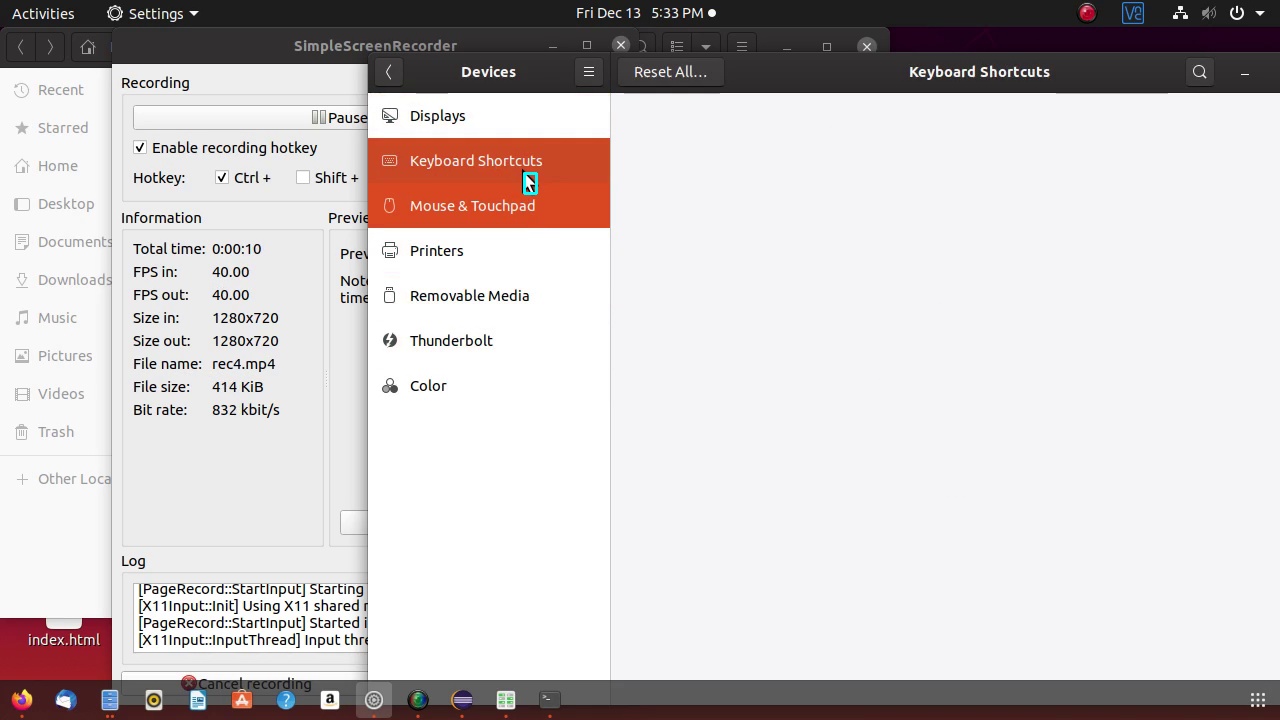 Activities
Settings
Fri Dec 13 5:33 PM
SimpleScreenRecorder
Devices
Reset All...
Keyboard Shortcuts
Recent
Starred
Home
Desktop
Documents
Downloads
Music
Pictures
Videos
Trash
+ Other Loca
Recording
Pause
Enable recording hotkey
Hotkey: Ctrl + Shift +
Information
Total time: 0:00:10
FPS in: 40.00
FPS out: 40.00
Size in: 1280x720
Size out: 1280x720
File name: rec4.mp4
File size: 414 KiB
Bit rate: 832 kbit/s
Log
[PageRecord::StartInput] Starting
[X11Input::Init] Using X11 shared
[PageRecord::StartInput] Started
[X11Input::InputThread] Input
Cancel recording
Displays
Keyboard Shortcuts
Mouse & Touchpad
Printers
Removable Media
Thunderbolt
Color
index.html